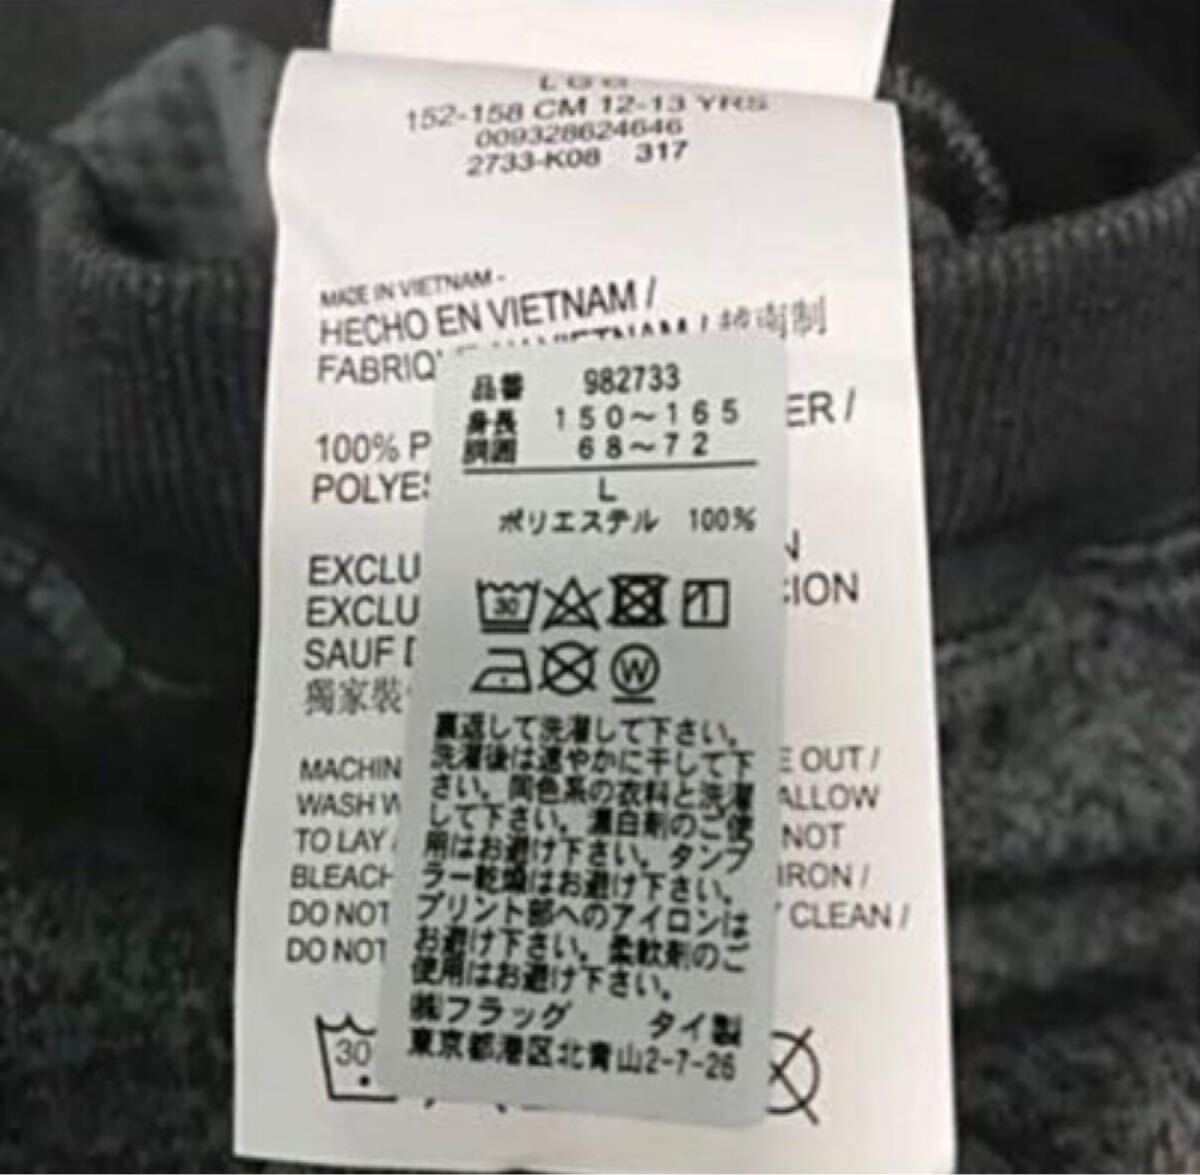 152-158 CM 12-13 YRS
009328624646
2733-K08 317
MADE IN VIETNAM -
HECHO EN VIETNAM /
FABRIQ VIETNAM / 越南制
品番 982733
身長 150～165
胴囲 68～72
L
ポリエステル 100%
100% P ER /
POLYES
EXCLU N
EXCLU CION
SAUF D
獨家裝
30
W
裏返して洗濯して下さい。
洗濯後は速やかに干して下
さい。同色系の衣料と洗濯
して下さい。漂白剤のご使
用はお避け下さい。タンブ
ラー乾燥はお避け下さい。
プリント部へのアイロンは
お避け下さい。柔軟剤のご
使用はお避け下さい。
㈱フラッグ タイ製
東京都港区北青山2-7-26
MACHIN E OUT /
WASH W ALLOW
TO LAY NOT
BLEACH IRON /
DO NOT CLEAN /
DO NOT
30